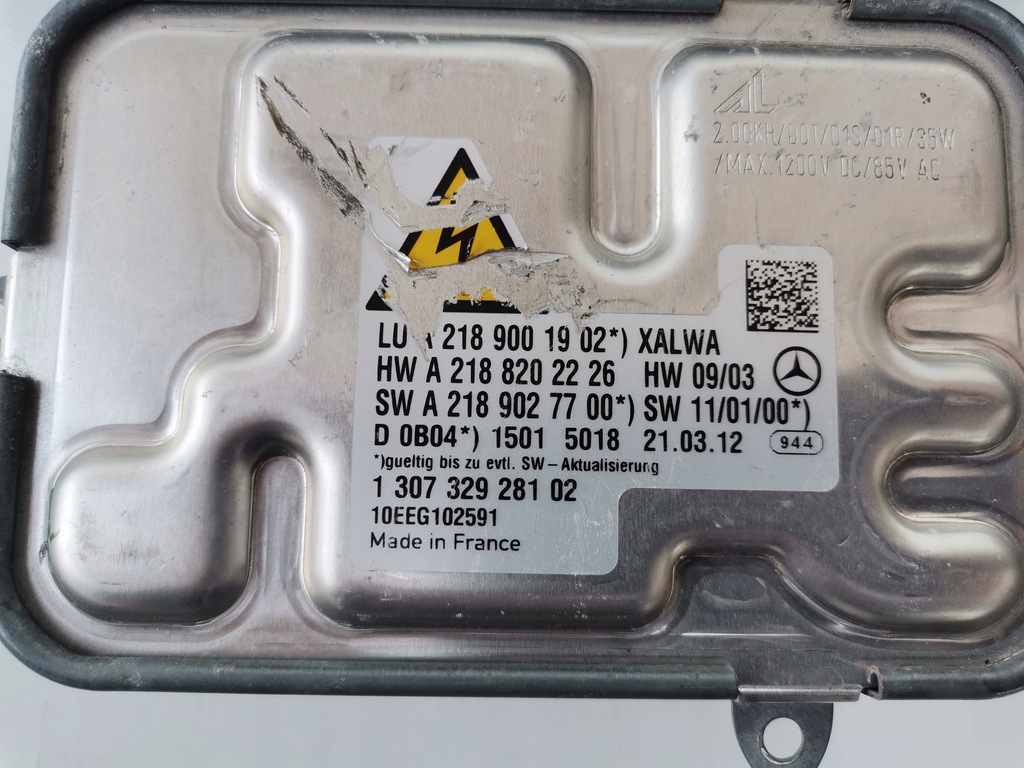 AL
2.00KH/00T/04S/01R/35W
/MAX.1200V DC/85V AC
LU A 218 900 19 02*) XALWA
HW A 218 820 22 26 HW 09/03
SW A 218 902 77 00*) SW 11/01/00*)
D 0B04*) 1501 5018 21.03.12 944
*)gueltig bis zu evtl. SW-Aktualisierung
1 307 329 281 02
10EEG102591
Made in France